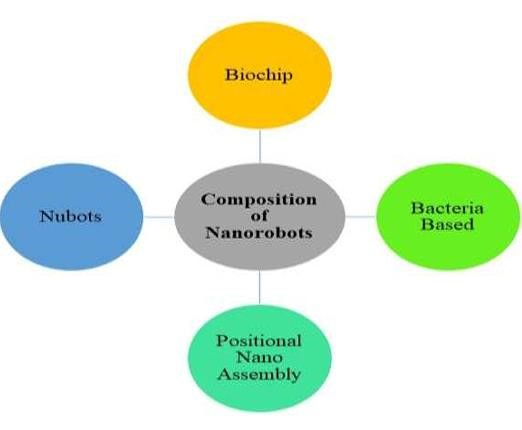 Biochip
Nubots
Composition
of
Nanorobots
Bacteria
Based
Positional
Nano
Assembly